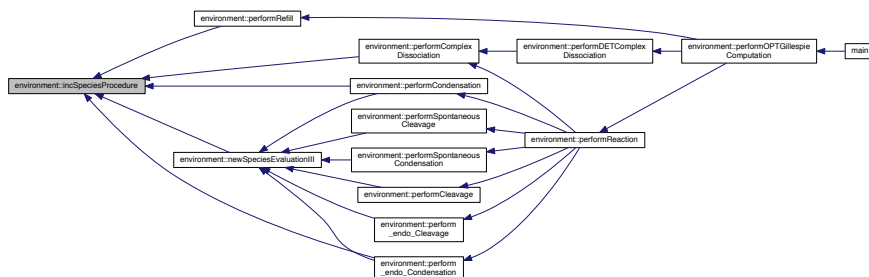 environment::performRefill
environment::performComplex
Dissociation
environment::performDETComplex
Dissociation
environment::performOPTGillespie
Computation
main
environment::incSpeciesProcedure
environment::performCondensation
environment::performSpontaneous
Cleavage
environment::performReaction
environment::newSpeciesEvaluationIII
environment::performSpontaneous
Condensation
environment::performCleavage
environment::perform
_endo_Cleavage
environment::perform
_endo_Condensation